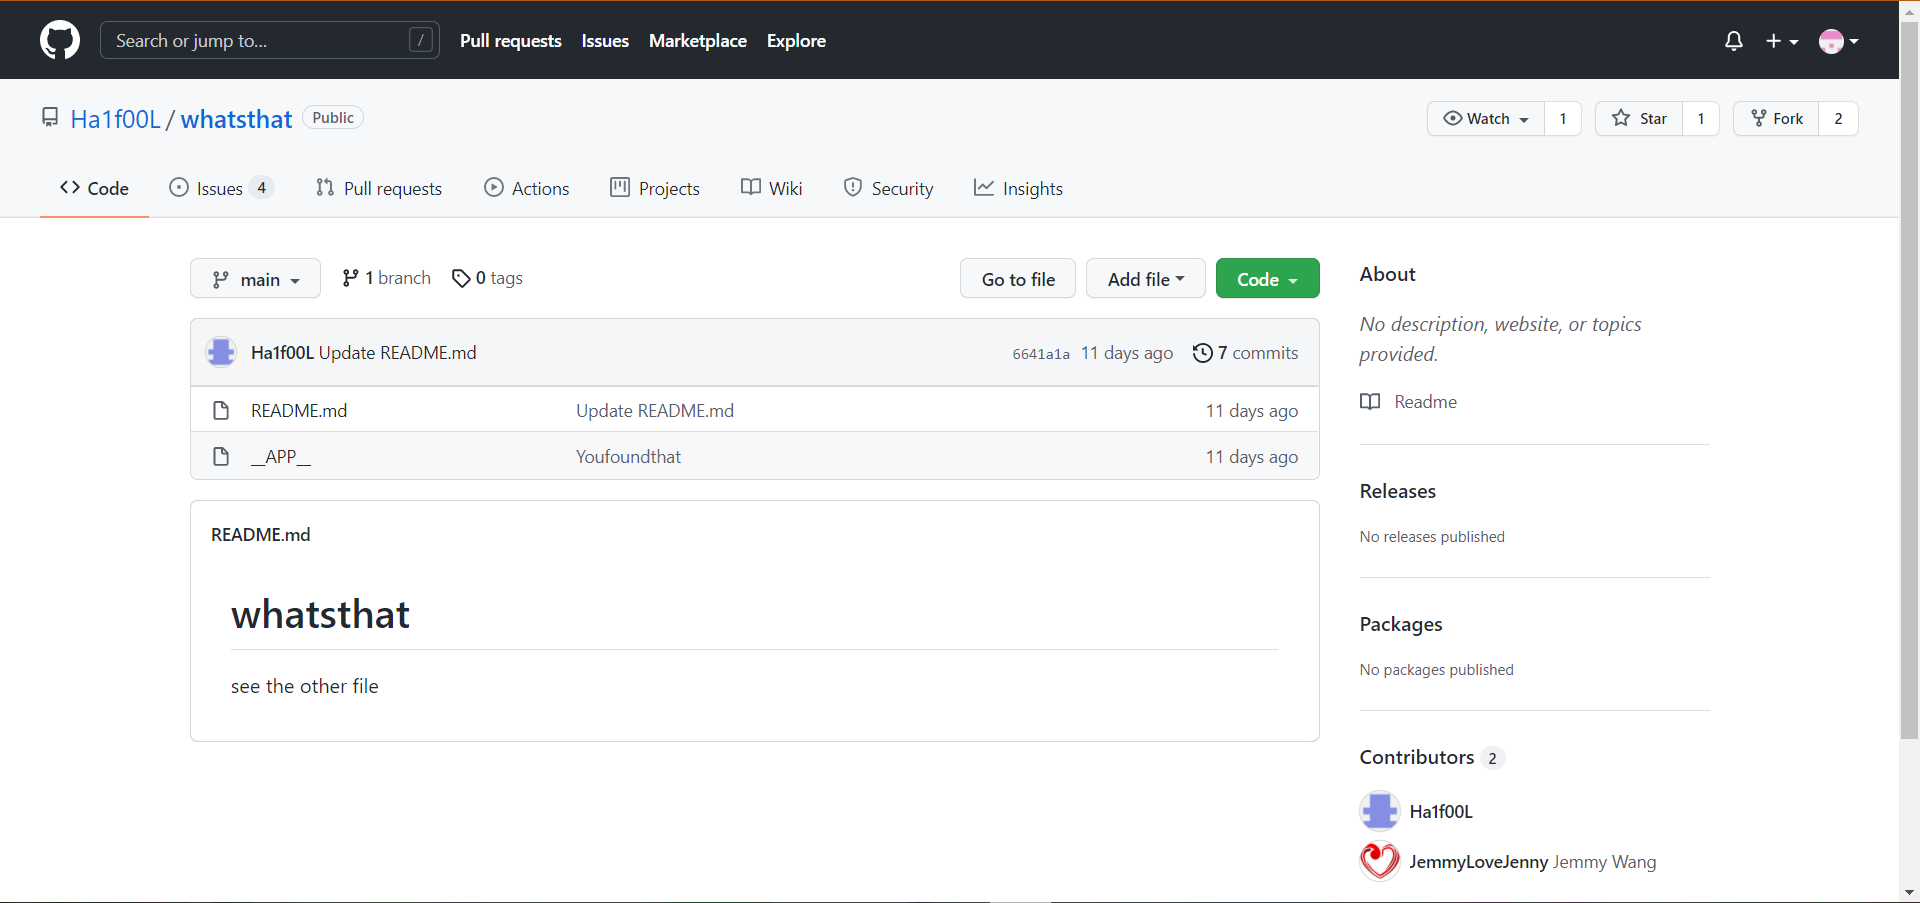 Search or jump to... /
Pull requests Issues Marketplace Explore
Ha1f00L / whatsthat Public
Watch 1 Star 1 Fork 2
Code Issues 4 Pull requests Actions Projects Wiki Security Insights
main 1 branch 0 tags
Go to file Add file Code
Ha1f00L Update README.md 6641a1a 11 days ago 7 commits
README.md Update README.md 11 days ago
__APP__ Youfoundthat 11 days ago
README.md
whatsthat
see the other file
About
No description, website, or topics
provided.
Readme
Releases
No releases published
Packages
No packages published
Contributors 2
Ha1f00L
JemmyLoveJenny Jemmy Wang